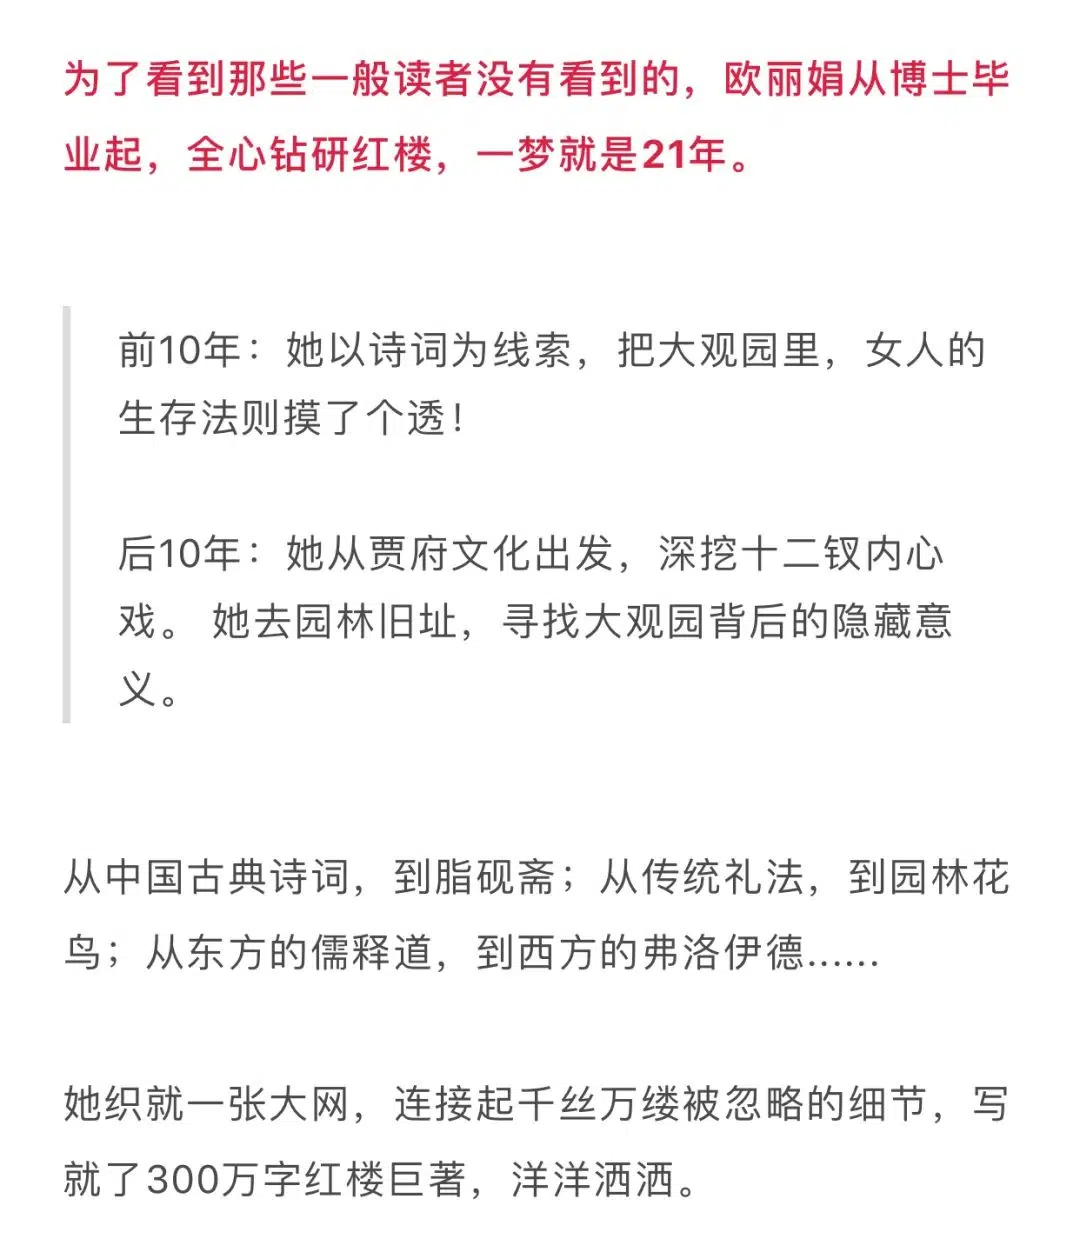 为了看到那些一般读者没有看到的，欧丽娟从博士毕
业起，全心钻研红楼，一梦就是21年。
前10年：她以诗词为线索，把大观园里，女人的
生存法则摸了个透！
后10年：她从贾府文化出发，深挖十二钗内心
戏。 她去园林旧址，寻找大观园背后的隐藏意
义。
从中国古典诗词，到脂砚斋；从传统礼法，到园林花
鸟；从东方的儒释道，到西方的弗洛伊德……
她织就一张大网，连接起千丝万缕被忽略的细节，写
就了300万字红楼巨著，洋洋洒洒。